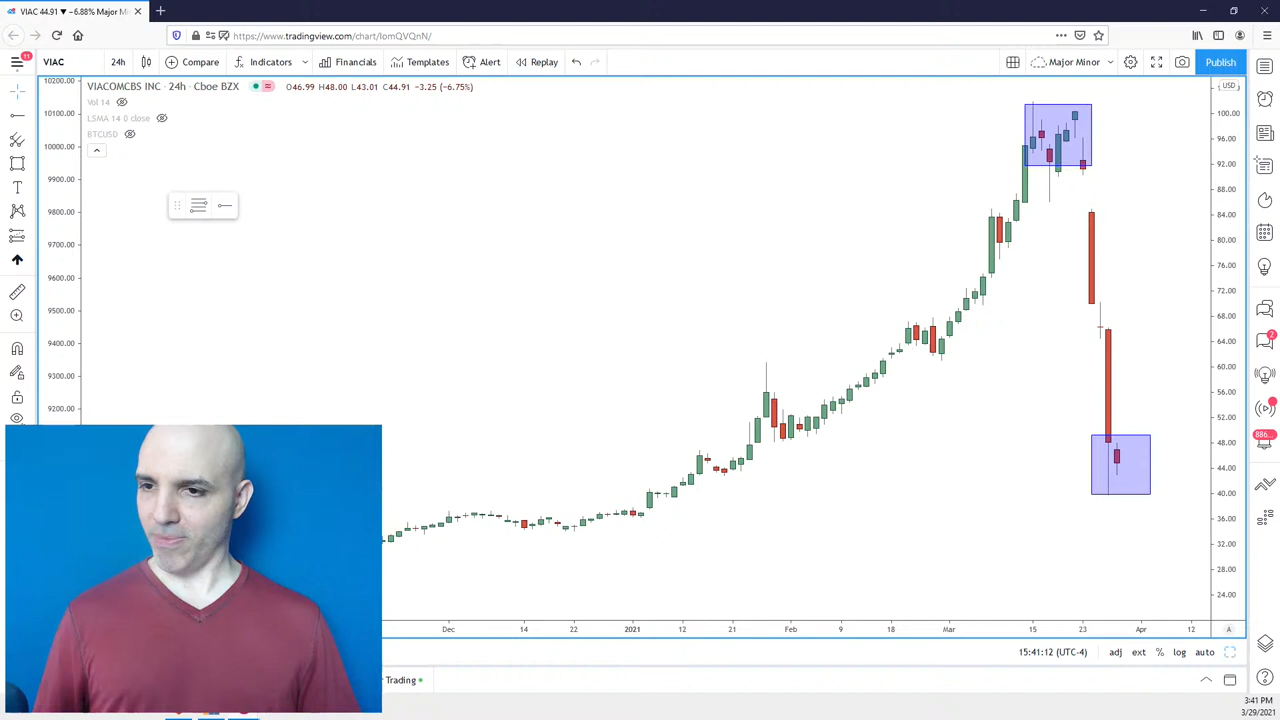 VIAC 44.91 ▼ −6.88% Major Mi
https://www.tradingview.com/chart/IomQVQnN/
11
VIAC
24h
Compare
Indicators
Financials
Templates
Alert
Replay
Major Minor
Publish
10200.00
VIACOMCBS INC · 24h · Cboe BZX
O46.99 H48.00 L43.01 C44.91 −3.25 (−6.75%)
USD
Vol 14
LSMA 14 0 close
BTCUSD
10100.00
10000.00
9900.00
9800.00
9700.00
9600.00
9500.00
9400.00
9300.00
9200.00
100.00
96.00
92.00
88.00
84.00
80.00
76.00
72.00
68.00
64.00
60.00
56.00
52.00
48.00
44.00
40.00
36.00
32.00
28.00
24.00
2
886...
Dec
14
22
2021
12
21
Feb
9
18
Mar
15
23
Apr
12
A
15:41:12 (UTC-4)
adj
ext
%
log
auto
Trading
3:41 PM
3/29/2021